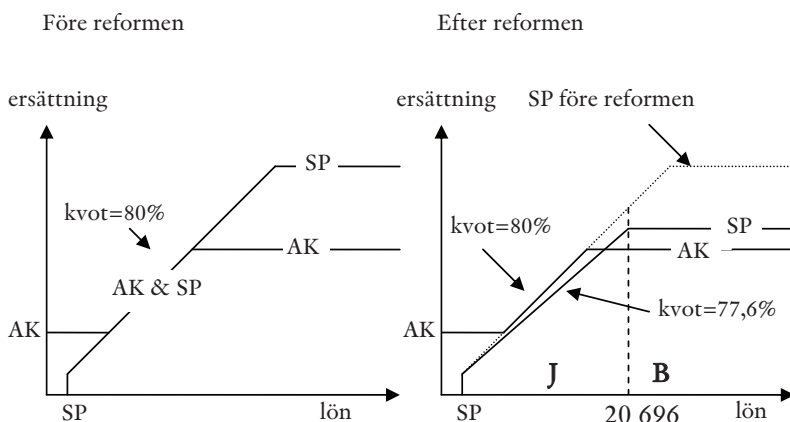 Före reformen
ersättning
SP
kvot=80%
AK
AK & SP
AK
SP
lön
Efter reformen
ersättning
SP före reformen
kvot=80%
SP
AK
AK
kvot=77,6%
J
B
SP
20 696
lön